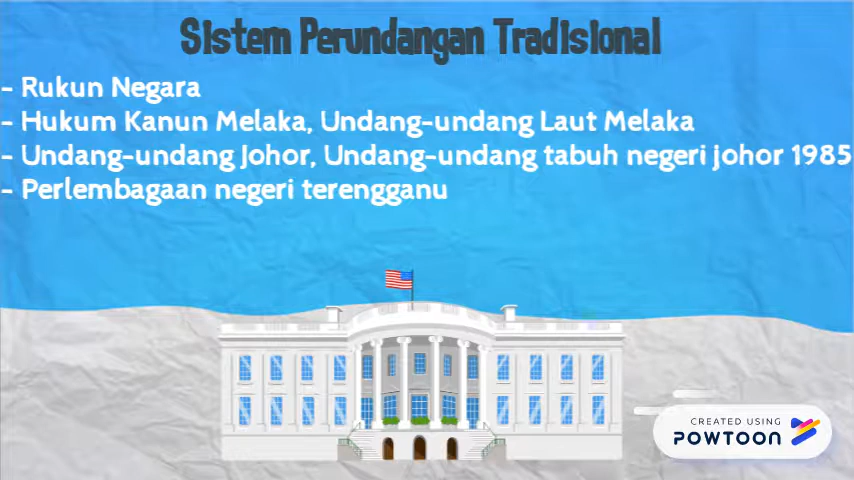 Sistem Perundangan Tradisional
- Rukun Negara
- Hukum Kanun Melaka, Undang-undang Laut Melaka
- Undang-undang Johor, Undang-undang tabuh negeri johor 1985
- Perlembagaan negeri terengganu
CREATED USING
POWTOON